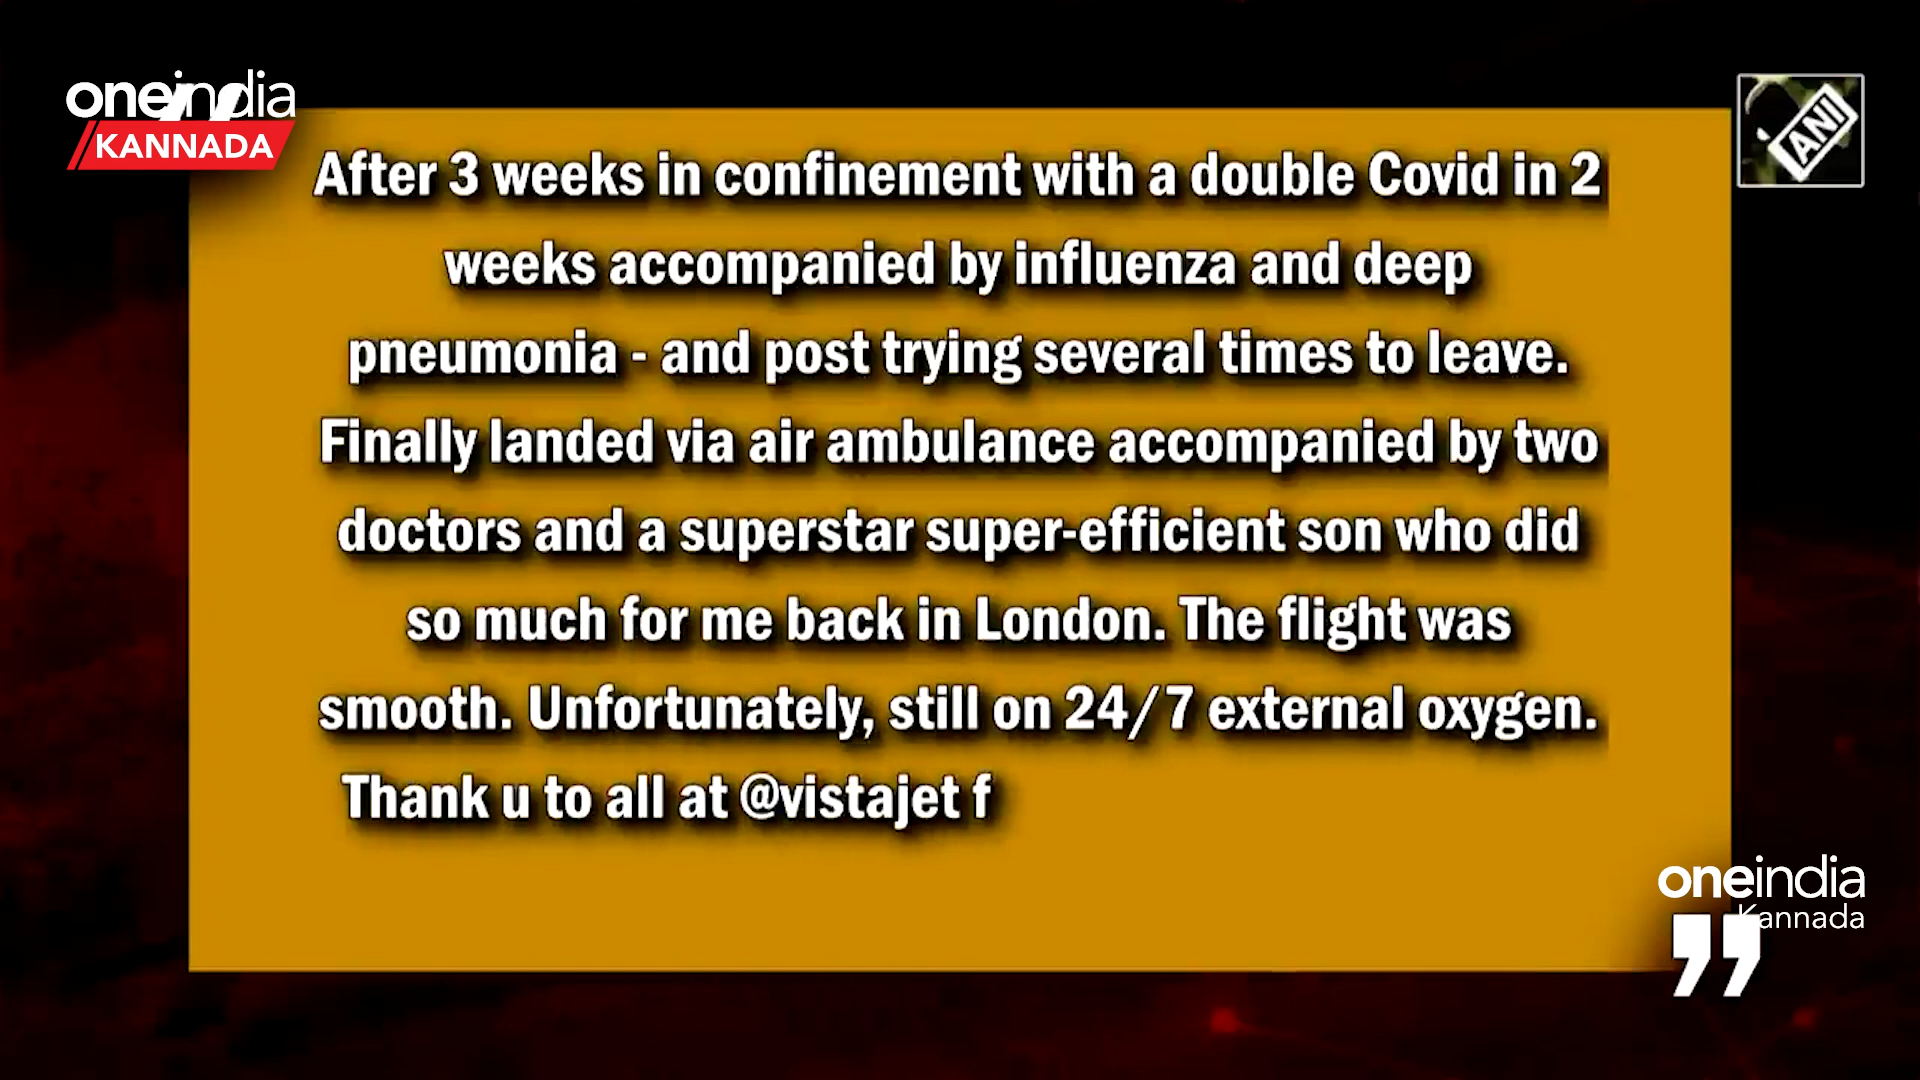 oneindia
KANNADA
ANI
After 3 weeks in confinement with a double Covid in 2
weeks accompanied by influenza and deep
pneumonia - and post trying several times to leave.
Finally landed via air ambulance accompanied by two
doctors and a superstar super-efficient son who did
so much for me back in London. The flight was
smooth. Unfortunately, still on 24/7 external oxygen.
Thank u to all at @vistajet f
oneindia
Kannada
”